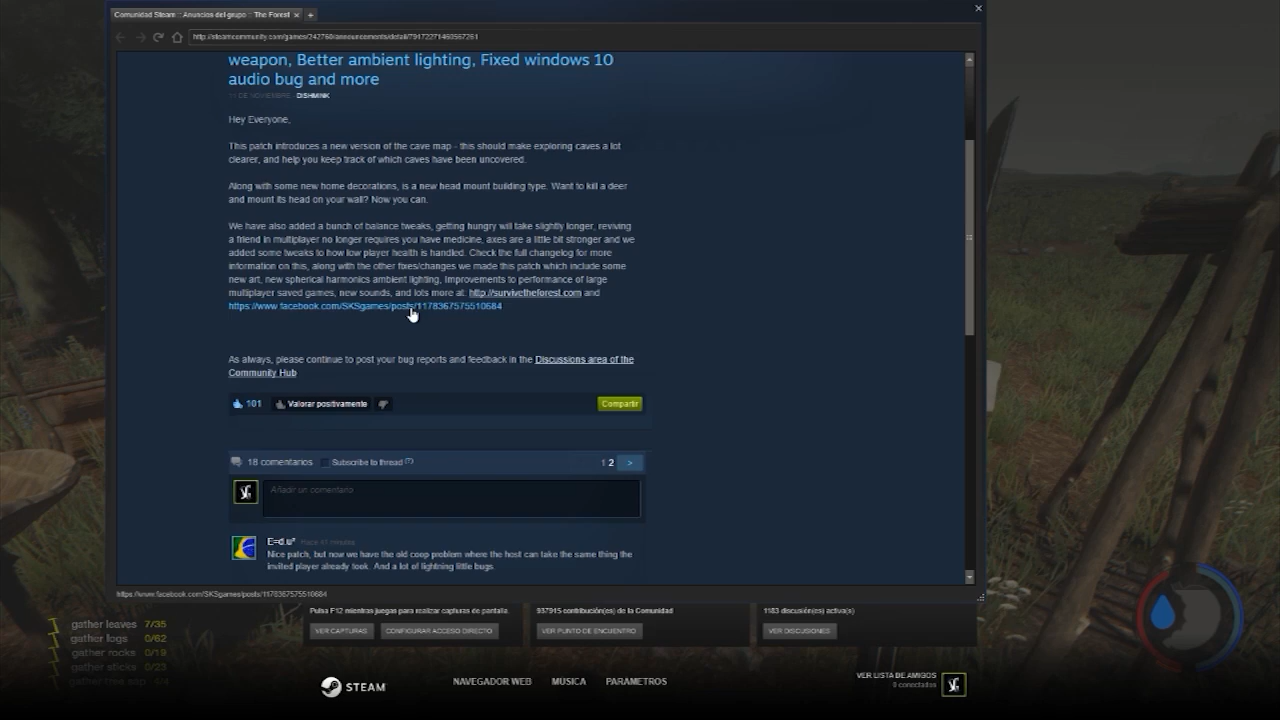 Comunidad Steam :: Anuncios del grupo :: The Forest
weapon, Better ambient lighting, Fixed windows 10
audio bug and more
11 DE NOVIEMBRE - DISHMINK
Hey Everyone,
This patch introduces a new version of the cave map - this should make exploring caves a lot
clearer, and help you keep track of which caves have been uncovered.
Along with some new home decorations, is a new head mount building type. Want to kill a deer
and mount its head on your wall? Now you can.
We have also added a bunch of balance tweaks, getting hungry will take slightly longer, reviving
a friend in multiplayer no longer requires you have medicine, axes are a little bit stronger and we
added some tweaks to how low player health is handled. Check the full changelog for more
information on this, along with the other fixes/changes we made this patch which include some
new art, new spherical harmonics ambient lighting, Improvements to performance of large
multiplayer saved games, new sounds, and lots more at: http://survivetheforest.com and
https://www.facebook.com/SKSgames/posts/1178367575510684
As always, please continue to post your bug reports and feedback in the Discussions area of the
Community Hub
101 Valorar positivamente Compartir
18 comentarios Subscribe to thread (?) 1 2 >
Añadir un comentario
E=d.u²
Nice patch, but now we have the old coop problem where the host can take the same thing the
invited player already took. And a lot of lightning little bugs.
https://www.facebook.com/SKSgames/posts/1178367575510684
Pulsa F12 mientras juegas para realizar capturas de pantalla. 937915 contribución(es) de la Comunidad 1183 discusión(es) activa(s)
VER CAPTURAS CONFIGURAR ACCESO DIRECTO VER PUNTO DE ENCUENTRO VER DISCUSIONES
gather leaves 7/35
gather logs 0/62
gather rocks 0/19
gather sticks 0/23
gather tree sap 4/4
STEAM NAVEGADOR WEB MÚSICA PARÁMETROS VER LISTA DE AMIGOS
0 conectados